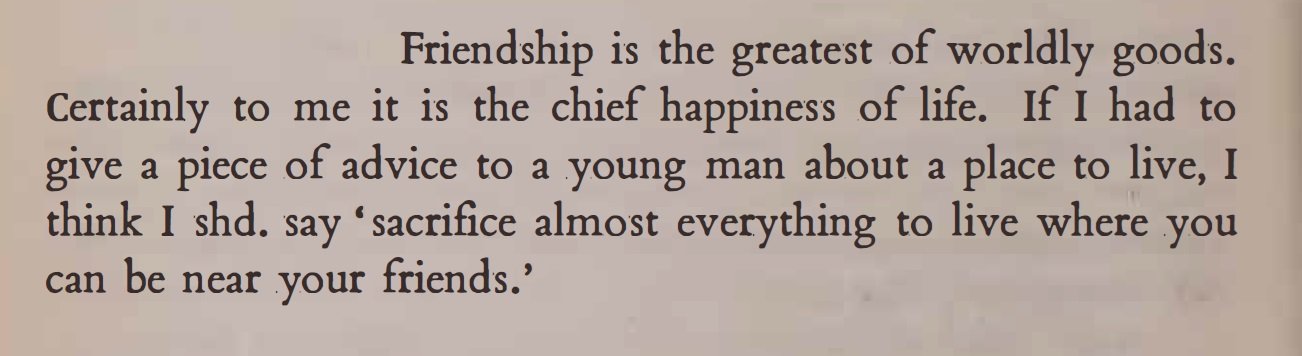 Friendship is the greatest of worldly goods.
Certainly to me it is the chief happiness of life. If I had to
give a piece of advice to a young man about a place to live, I
think I shd. say ‘sacrifice almost everything to live where you
can be near your friends.’